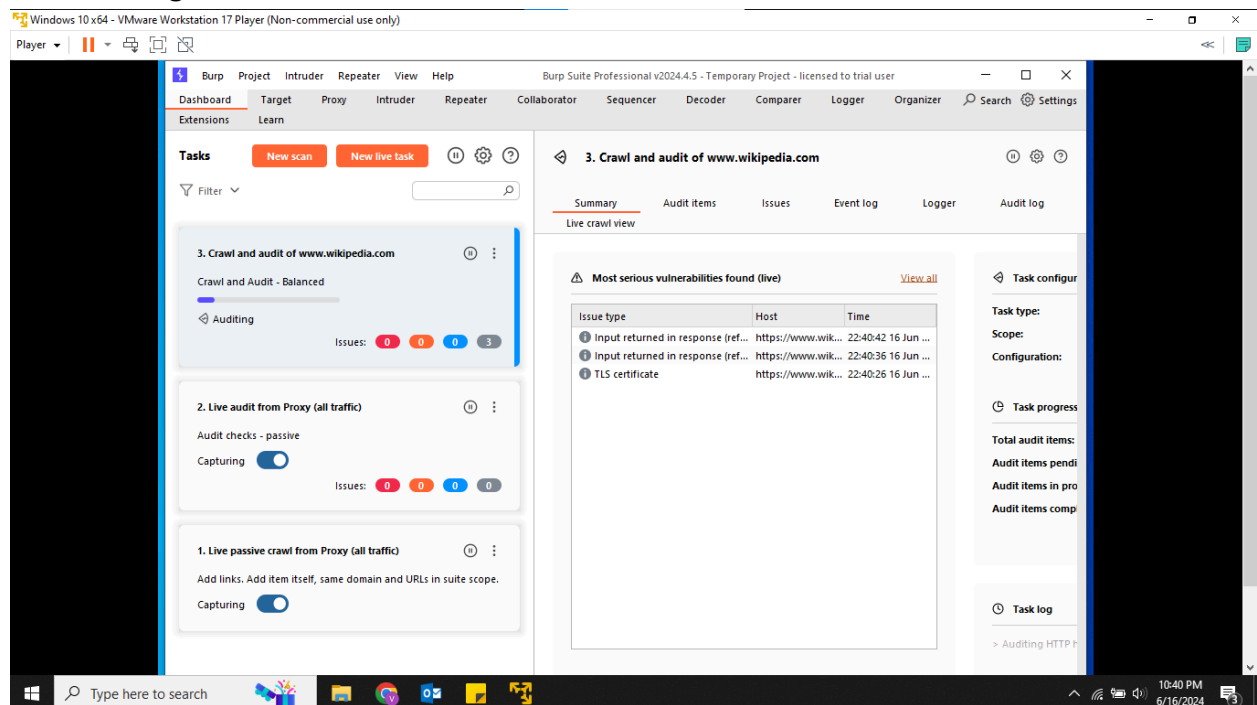 Windows 10 x64 - VMware Workstation 17 Player (Non-commercial use only)
Player
Burp Project Intruder Repeater View Help Burp Suite Professional v2024.4.5 - Temporary Project - licensed to trial user
Dashboard Target Proxy Intruder Repeater Collaborator Sequencer Decoder Comparer Logger Organizer Search Settings
Extensions Learn
Tasks New scan New live task
Filter
3. Crawl and audit of www.wikipedia.com
Crawl and Audit - Balanced
Auditing
Issues: 0 0 0 3
2. Live audit from Proxy (all traffic)
Audit checks - passive
Capturing
Issues: 0 0 0 0
1. Live passive crawl from Proxy (all traffic)
Add links. Add item itself, same domain and URLs in suite scope.
Capturing
3. Crawl and audit of www.wikipedia.com
Summary Audit items Issues Event log Logger Audit log
Live crawl view
Most serious vulnerabilities found (live) View all
Issue type Host Time
Input returned in response (ref... https://www.wik... 22:40:42 16 Jun ...
Input returned in response (ref... https://www.wik... 22:40:36 16 Jun ...
TLS certificate https://www.wik... 22:40:26 16 Jun ...
Task configur
Task type:
Scope:
Configuration:
Task progress
Total audit items:
Audit items pendi
Audit items in pro
Audit items comp
Task log
> Auditing HTTP h
Type here to search
10:40 PM
6/16/2024
3